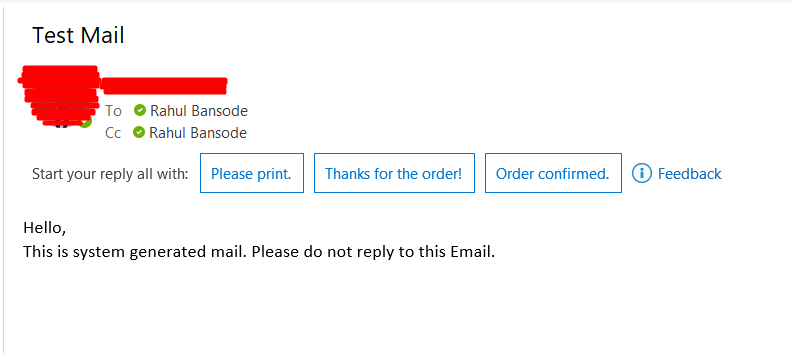 Test Mail
To Rahul Bansode
Cc Rahul Bansode
Start your reply all with: Please print. Thanks for the order! Order confirmed. Feedback
Hello,
This is system generated mail. Please do not reply to this Email.